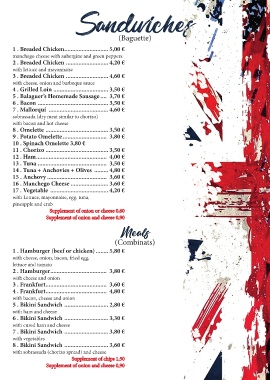 Sandwiches
(Baguette)
1 . Breaded Chicken.................... 5,00 €
manchego cheese with aubergine and green peppers
2 . Breaded Chicken.................... 4,20 €
with lettuce and mayonnaise
3 . Breaded Chicken.................... 4,60 €
with cheese, onion and barbeque sauce
4 . Grilled Loin .......................... 3,50 €
5 . Balaguer's Homemade Sausage.... 3,70 €
6 . Bacon .................................. 3,50 €
7 . Malloequi ............................. 4,60 €
sobrassada (dry meat similar to chorizo)
with bacon and hot cheese
8 . Omelette .............................. 3,50 €
9 . Potato Omelette...................... 3,80 €
10 . Spinach Omelette 3,80 €
11 . Chorizo ............................... 3,50 €
12 . Ham.................................... 4,00 €
13 . Tuna ................................... 3,50 €
14 . Tuna + Anchovies + Olives ....... 4,80 €
15 . Anchovy .............................. 3,60 €
16 . Manchego Cheese .................. 3,60 €
17 . Vegetable ............................. 4,20 €
with lettuce, mayonnaise, egg, tuna,
pineapple and crab
Supplement of onion or cheese 0,60
Supplement of onion and cheese 0,90
Meals
(Combinats)
1 . Hamburger (beef or chicken)...... 5,80 €
with cheese, onion, bacon, fried egg,
lettuce and tomato
2 . Hamburger............................ 3,80 €
with cheese and onion
3 . Frankfurt.............................. 3,60 €
4 . Frankfurt.............................. 4,80 €
with bacon, cheese and onion
5 . Bikini Sandwich ..................... 2,80 €
with ham and cheese
6 . Bikini Sandwich ..................... 3,30 €
with cured ham and cheese
7 . Bikini Sandwich ..................... 3,80 €
with vegetables
8 . Bikini Sandwich ..................... 3,60 €
with sobrassada (chorizo spread) and cheese
Supplement of chips 1,50
Supplement of onion and cheese 0,90